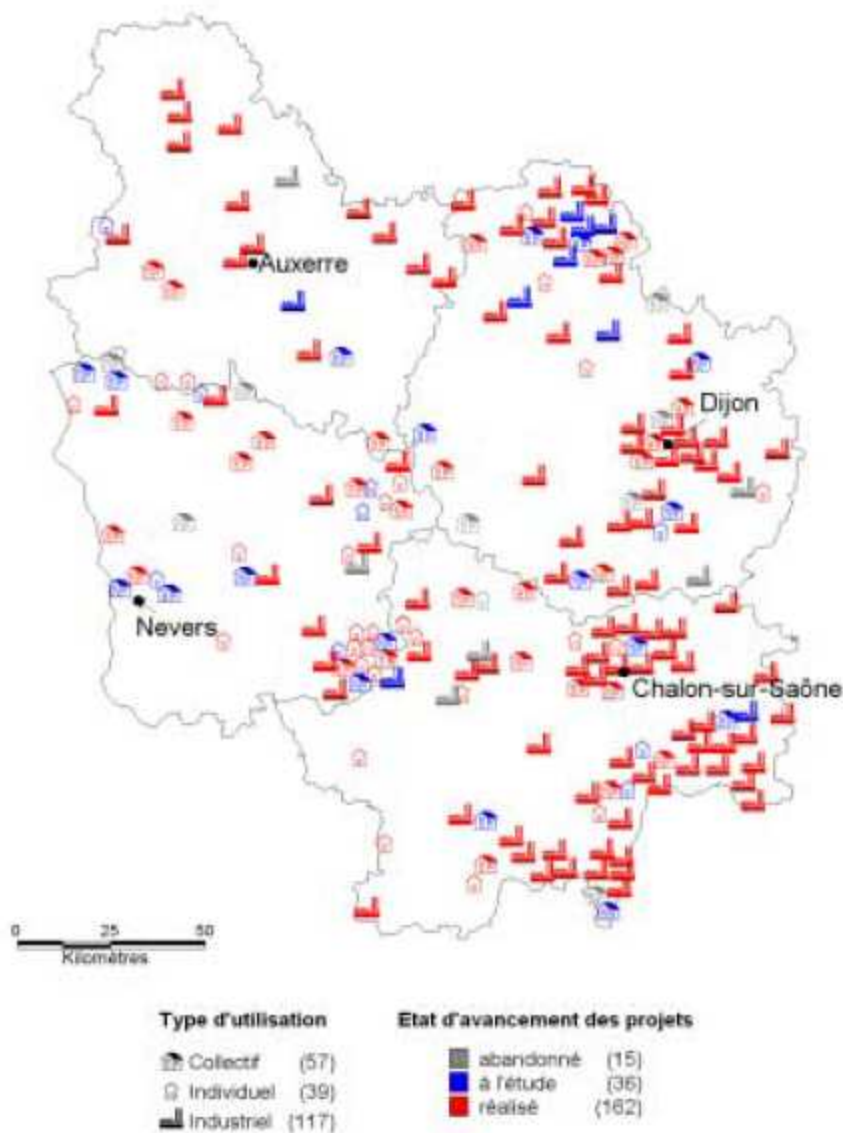 Auxerre
Dijon
Nevers
Chalon-sur-Saône
0 25 50
Kilomètres
Type d'utilisation
Collectif (57)
Individuel (39)
Industriel (117)
Etat d'avancement des projets
abandonné (15)
à l'étude (36)
réalisé (162)